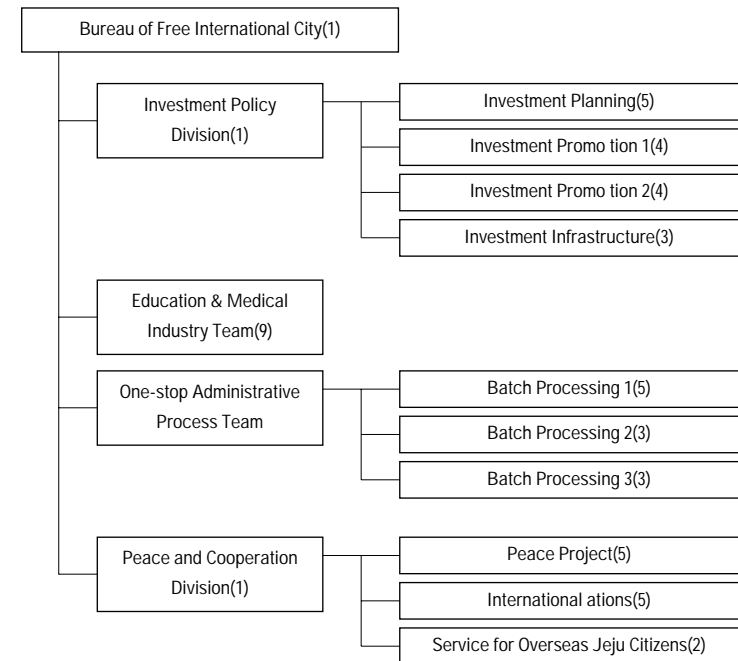 Bureau of Free International City(1)
Investment Policy
Division(1)
Investment Planning(5)
Investment Promo tion 1(4)
Investment Promo tion 2(4)
Investment Infrastructure(3)
Education & Medical
Industry Team(9)
One-stop Administrative
Process Team
Batch Processing 1(5)
Batch Processing 2(3)
Batch Processing 3(3)
Peace and Cooperation
Division(1)
Peace Project(5)
International ations(5)
Service for Overseas Jeju Citizens(2)